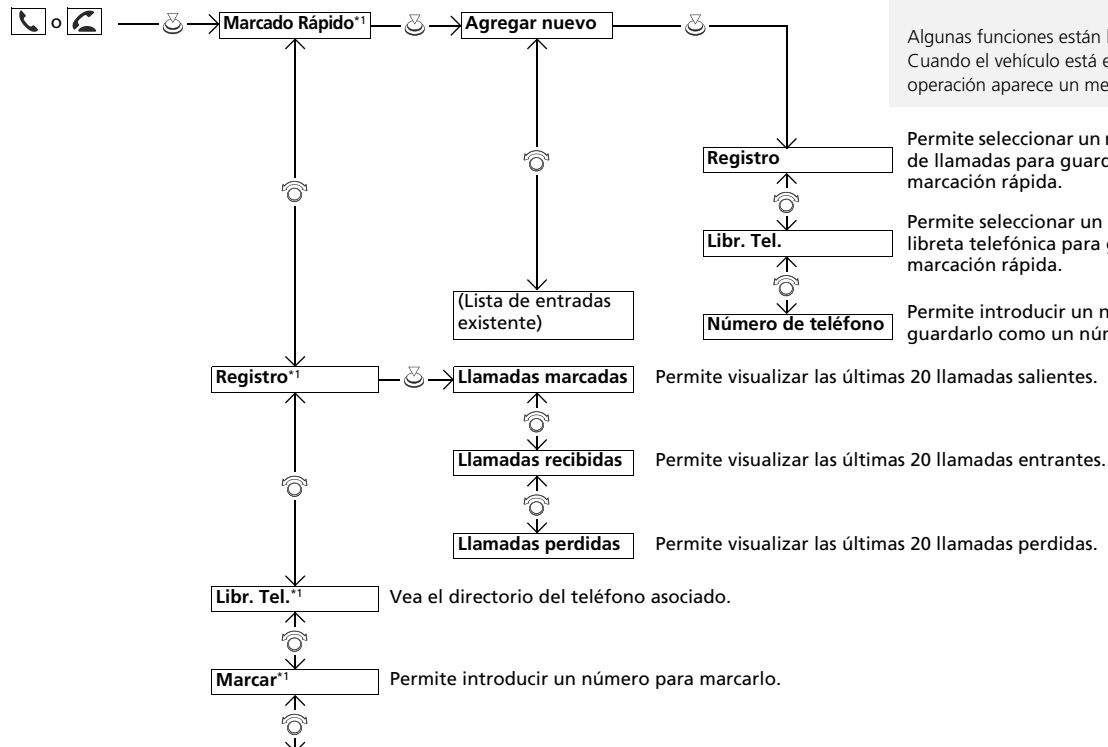 o
Marcado Rápido*1
Agregar nuevo
Algunas funciones están
Cuando el vehículo está
operación aparece un
Registro
Permite seleccionar un
de llamadas para
marcación rápida.
Libr. Tel.
Permite seleccionar un
libreta telefónica para
marcación rápida.
(Lista de entradas
existente)
Número de teléfono
Permite introducir un
guardarlo como un
Registro*1
Llamadas marcadas
Permite visualizar las últimas 20 llamadas salientes.
Llamadas recibidas
Permite visualizar las últimas 20 llamadas entrantes.
Llamadas perdidas
Permite visualizar las últimas 20 llamadas perdidas.
Libr. Tel.*1
Vea el directorio del teléfono asociado.
Marcar*1
Permite introducir un número para marcarlo.